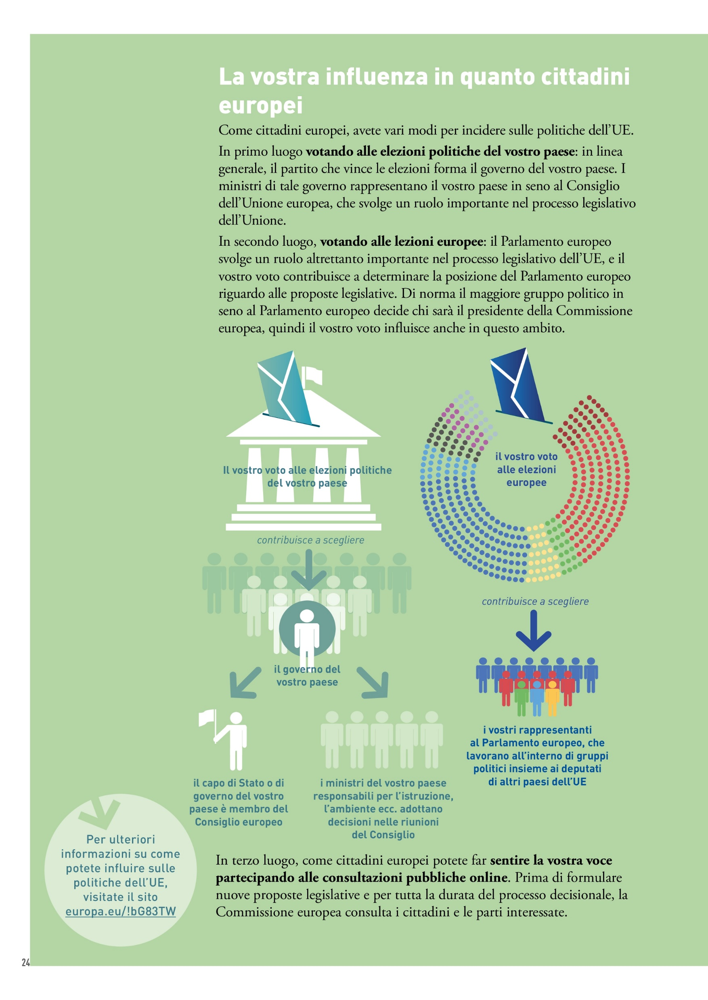 La vostra influenza in quanto cittadini
europei
Come cittadini europei, avete vari modi per incidere sulle politiche dell’UE.
In primo luogo votando alle elezioni politiche del vostro paese: in linea
generale, il partito che vince le elezioni forma il governo del vostro paese. I
ministri di tale governo rappresentano il vostro paese in seno al Consiglio
dell’Unione europea, che svolge un ruolo importante nel processo legislativo
dell’Unione.
In secondo luogo, votando alle lezioni europee: il Parlamento europeo
svolge un ruolo altrettanto importante nel processo legislativo dell’UE, e il
vostro voto contribuisce a determinare la posizione del Parlamento europeo
riguardo alle proposte legislative. Di norma il maggiore gruppo politico in
seno al Parlamento europeo decide chi sarà il presidente della Commissione
europea, quindi il vostro voto influisce anche in questo ambito.
Il vostro voto alle elezioni politiche
del vostro paese
contribuisce a scegliere
il governo del
vostro paese
il capo di Stato o di
governo del vostro
paese è membro del
Consiglio europeo
i ministri del vostro paese
responsabili per l’istruzione,
l’ambiente ecc. adottano
decisioni nelle riunioni
del Consiglio
il vostro voto
alle elezioni
europee
contribuisce a scegliere
i vostri rappresentanti
al Parlamento europeo, che
lavorano all’interno di gruppi
politici insieme ai deputati
di altri paesi dell’UE
Per ulteriori
informazioni su come
potete influire sulle
politiche dell’UE,
visitate il sito
europa.eu/!bG83TW
In terzo luogo, come cittadini europei potete far sentire la vostra voce
partecipando alle consultazioni pubbliche online. Prima di formulare
nuove proposte legislative e per tutta la durata del processo decisionale, la
Commissione europea consulta i cittadini e le parti interessate.
24